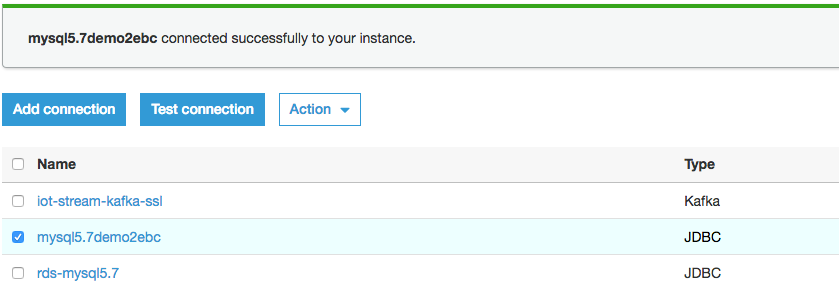 mysql5.7demo2ebc connected successfully to your instance.
Add connection Test connection Action
Name Type
iot-stream-kafka-ssl Kafka
mysql5.7demo2ebc JDBC
rds-mysql5.7 JDBC